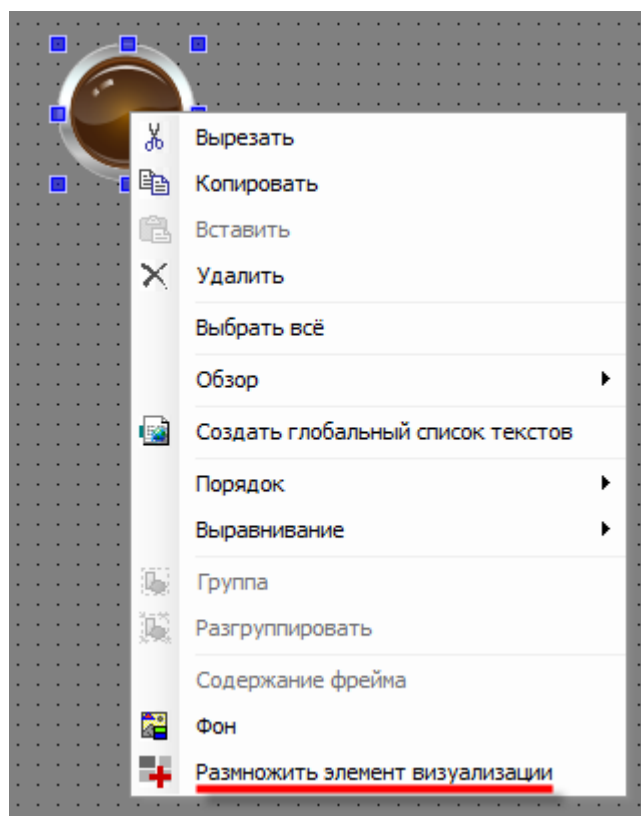 Вырезать
Копировать
Вставить
Удалить
Выбрать всё
Обзор
Создать глобальный список текстов
Порядок
Выравнивание
Группа
Разгруппировать
Содержание фрейма
Фон
Размножить элемент визуализации